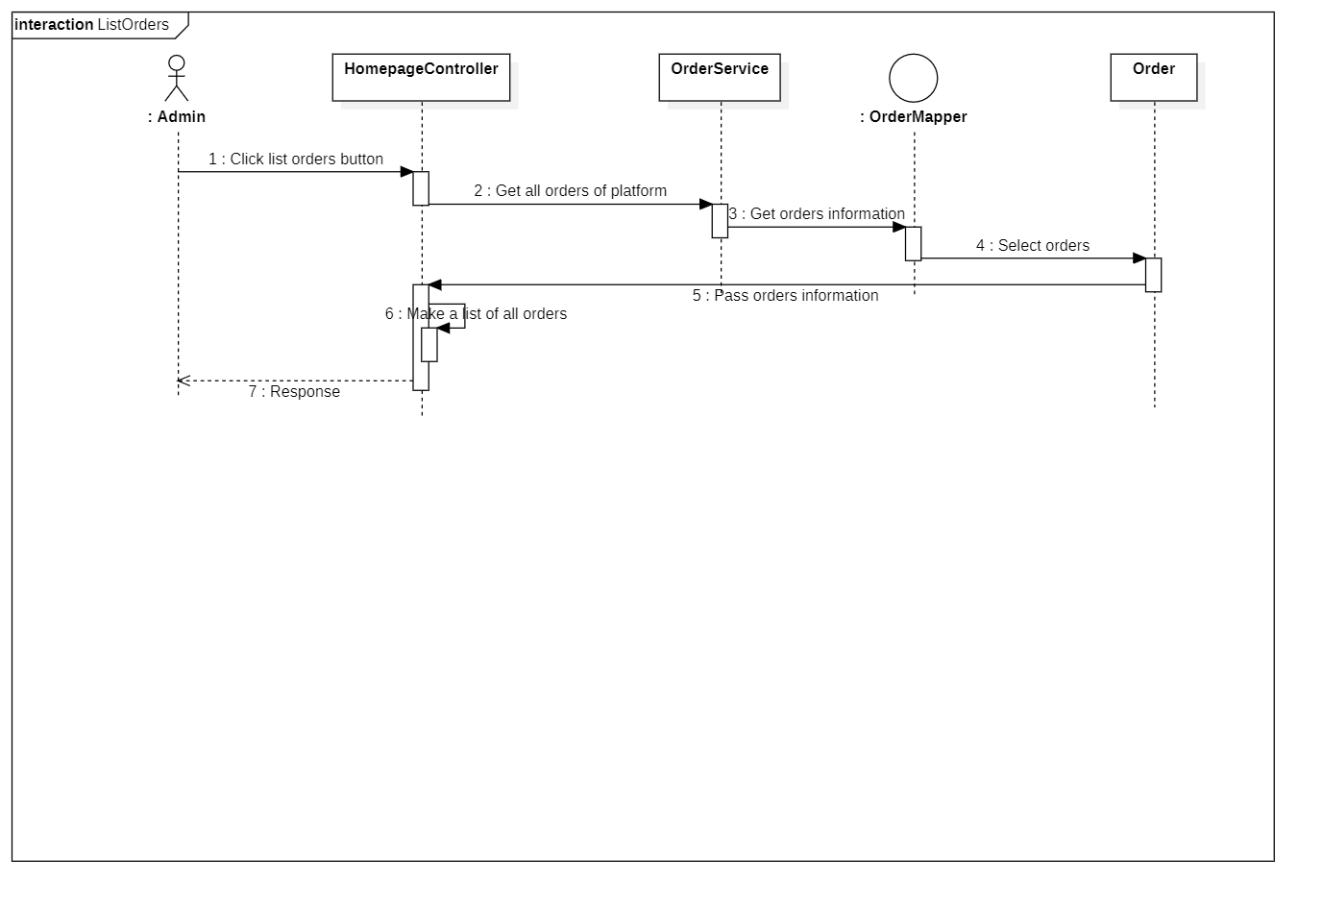 interaction ListOrders
HomepageController
OrderService
Order
: Admin
: OrderMapper
1 : Click list orders button
2 : Get all orders of platform
3 : Get orders information
4 : Select orders
5 : Pass orders information
6 : Make a list of all orders
7 : Response